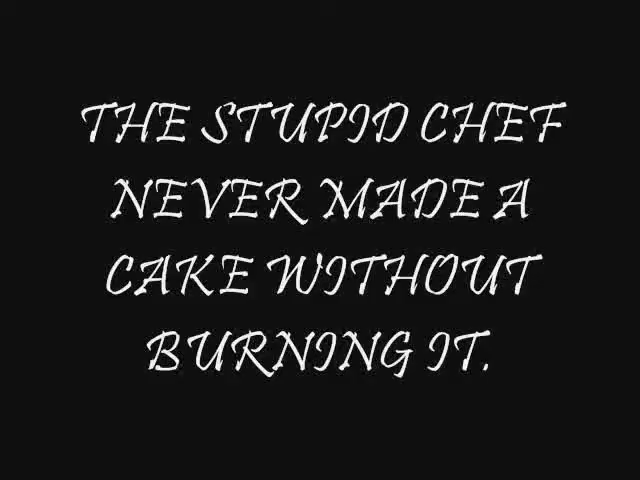 THE STUPID CHEF
NEVER MADE A
CAKE WITHOUT
BURNING IT.